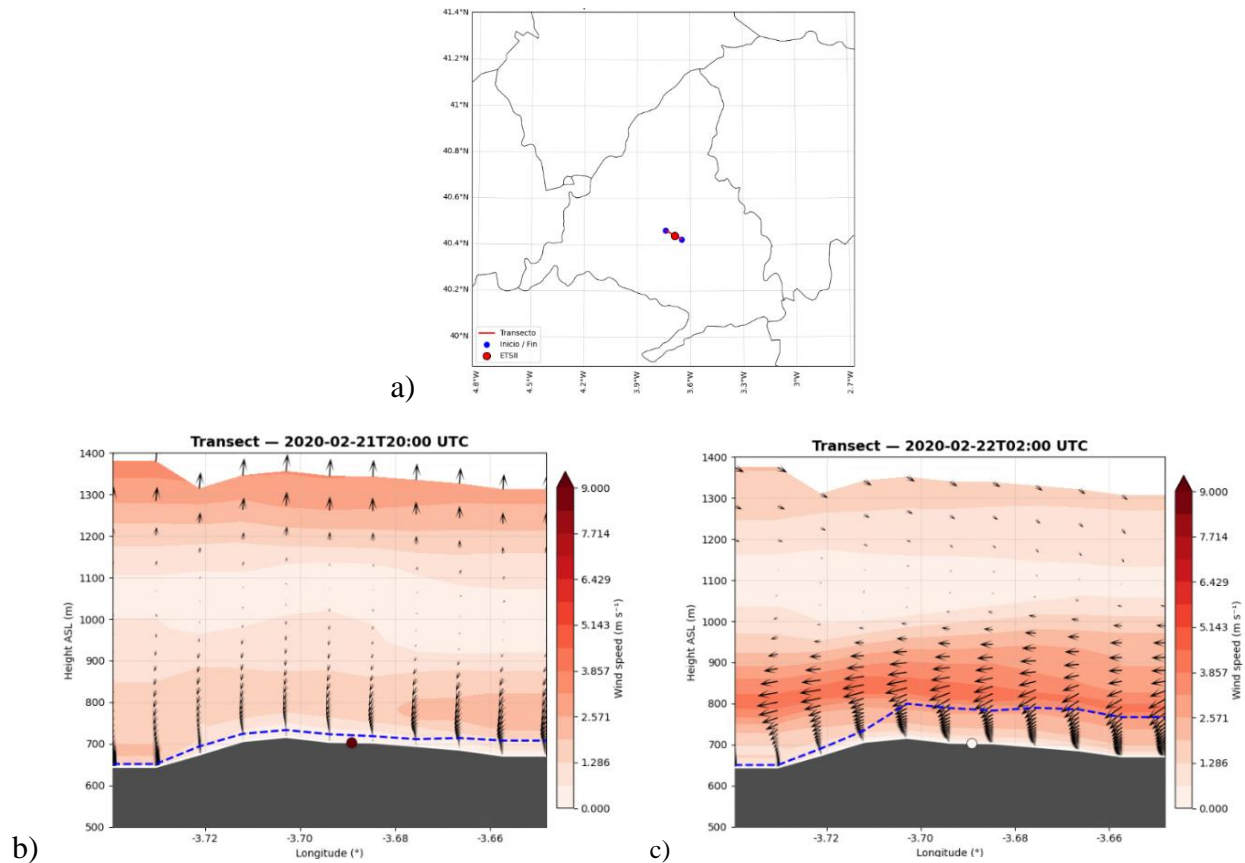 41.4°N
41.2°N
41°N
40.8°N
40.6°N
40.4°N
40.2°N
40°N
Transecto
Inicio / Fin
ETSII
4.8°W
4.5°W
4.2°W
3.9°W
3.6°W
3.3°W
3°W
2.7°W
a)
Transect — 2020-02-21T20:00 UTC
1400
1300
1200
1100
1000
900
800
700
600
500
Height ASL (m)
-3.72
-3.70
-3.68
-3.66
Longitude (°)
9.000
7.714
6.429
5.143
3.857
2.571
1.286
0.000
Wind speed (m s⁻¹)
b)
Transect — 2020-02-22T02:00 UTC
1400
1300
1200
1100
1000
900
800
700
600
500
Height ASL (m)
-3.72
-3.70
-3.68
-3.66
Longitude (°)
9.000
7.714
6.429
5.143
3.857
2.571
1.286
0.000
Wind speed (m s⁻¹)
c)